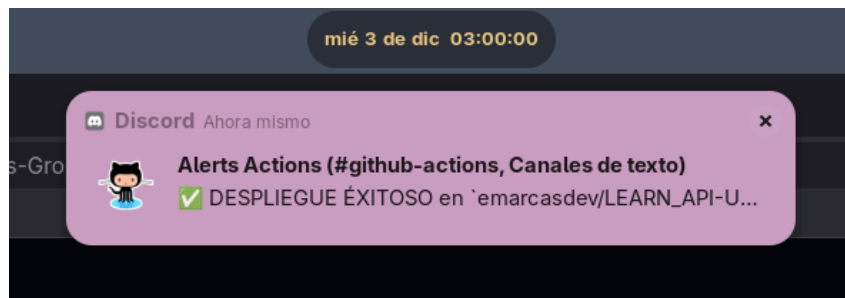 mié 3 de dic 03:00:00
Discord Ahora mismo
s-Gro
Alerts Actions (#github-actions, Canales de texto)
✅ DESPLIEGUE ÉXITOSO en `emarcasdev/LEARN_API-U...